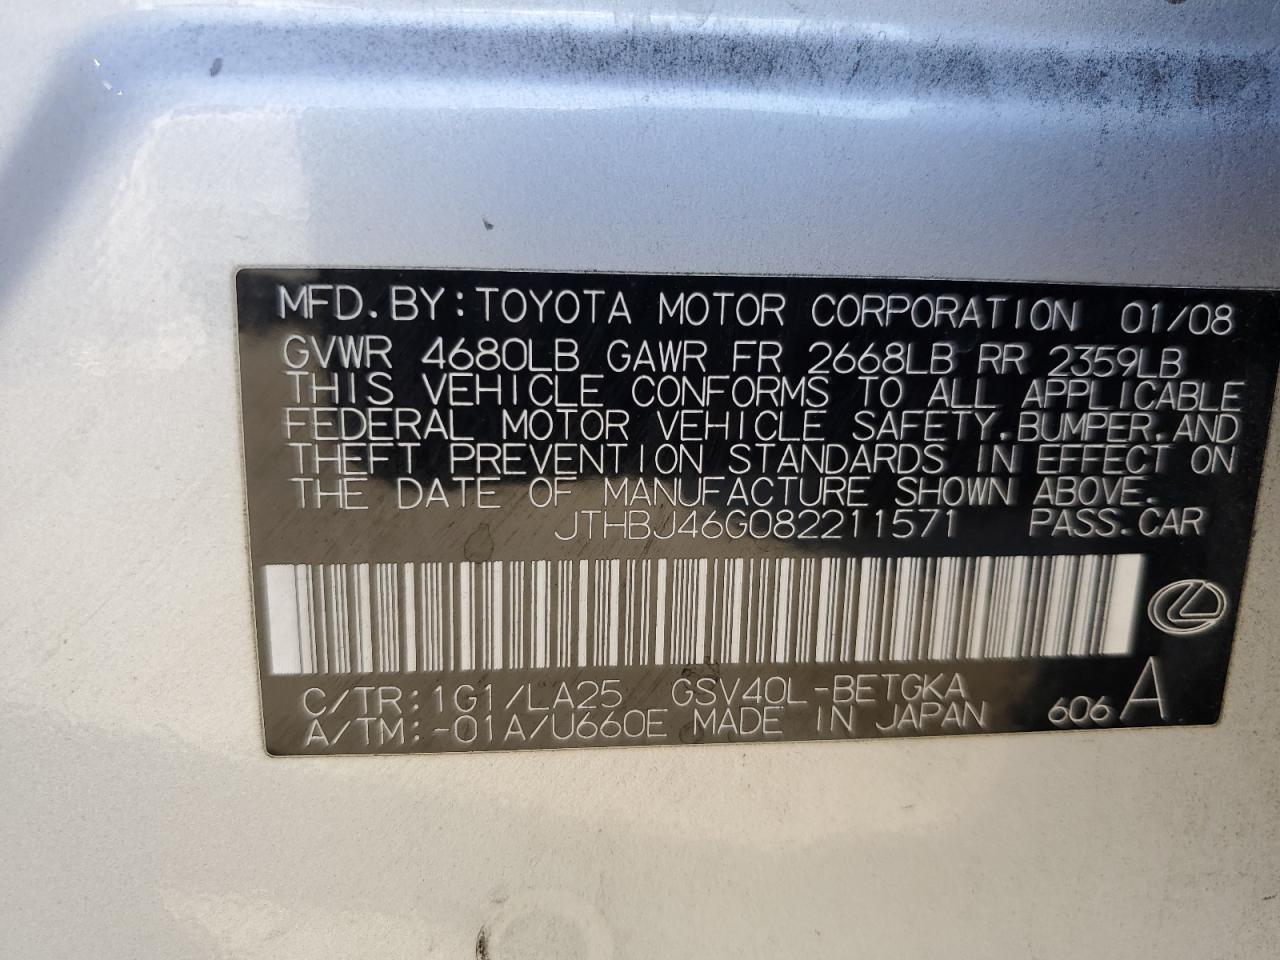 MFD.BY:TOYOTA MOTOR CORPORATION 01/08
GVWR 4680LB GAWR FR 2668LB RR 2359LB
THIS VEHICLE CONFORMS TO ALL APPLICABLE
FEDERAL MOTOR VEHICLE SAFETY.BUMPER.AND
THEFT PREVENTION STANDARDS IN EFFECT ON
THE DATE OF MANUFACTURE SHOWN ABOVE.
JTHBJ46G082211571 PASS.CAR
C/TR:1G1/LA25 GSV40L-BETGKA
A/TM:-01A/U660E MADE IN JAPAN 606 A